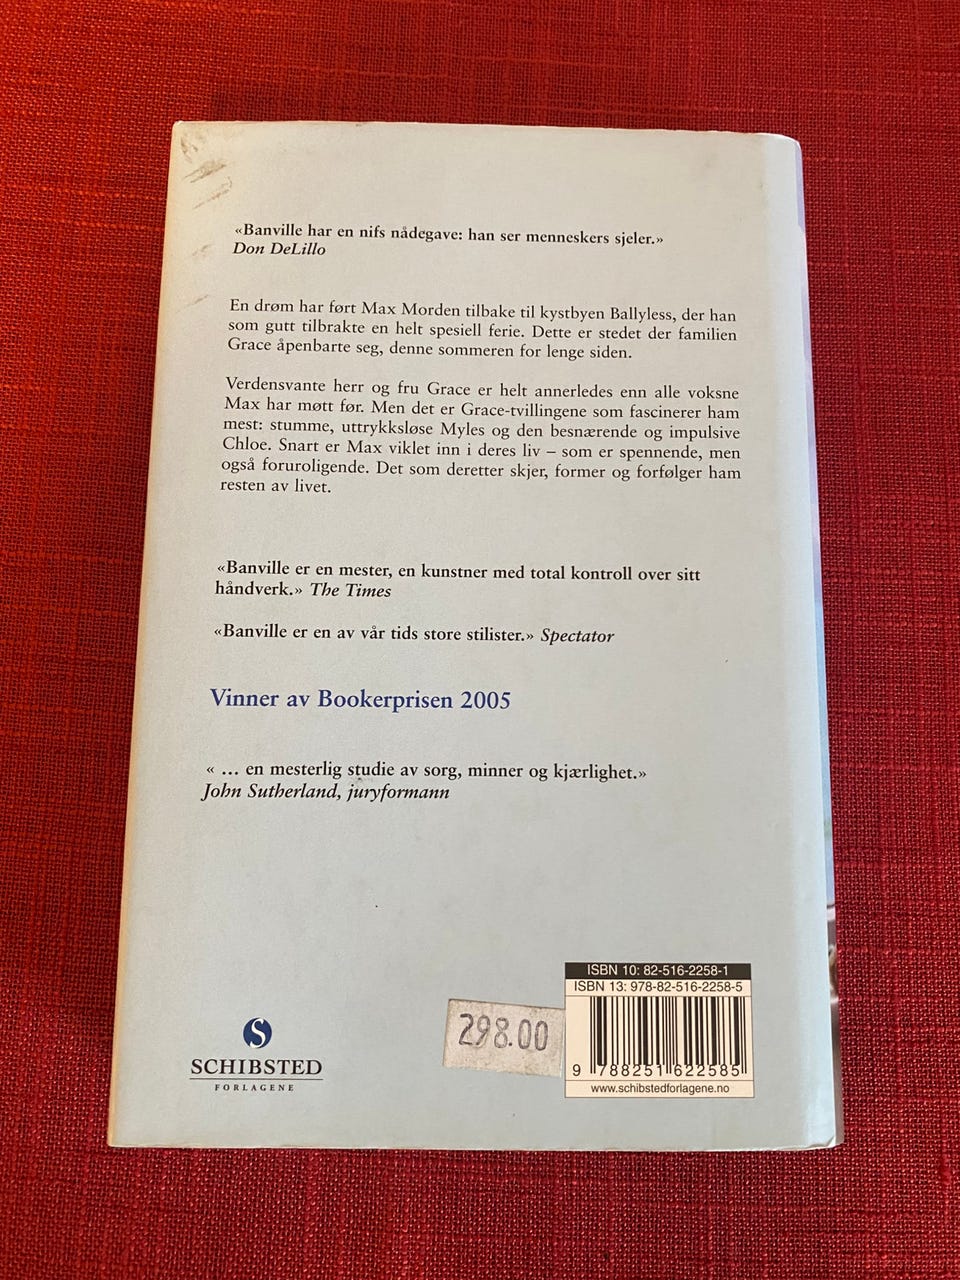 «Banville har en nifs nådegave: han ser menneskers sjeler.»
Don DeLillo
En drøm har ført Max Morden tilbake til kystbyen Ballyless, der han
som gutt tilbrakte en helt spesiell ferie. Dette er stedet der familien
Grace åpenbarte seg, denne sommeren for lenge siden.
Verdensvante herr og fru Grace er helt annerledes enn alle voksne
Max har møtt før. Men det er Grace-tvillingene som fascinerer ham
mest: stumme, uttrykksløse Myles og den besnærende og impulsive
Chloe. Snart er Max viklet inn i deres liv – som er spennende, men
også foruroligende. Det som deretter skjer, former og forfølger ham
resten av livet.
«Banville er en mester, en kunstner med total kontroll over sitt
håndverk.» The Times
«Banville er en av vår tids store stilister.» Spectator
Vinner av Bookerprisen 2005
« ... en mesterlig studie av sorg, minner og kjærlighet.»
John Sutherland, juryformann
ISBN 10: 82-516-2258-1
ISBN 13: 978-82-516-2258-5
298.00
9 788251 622585
www.schibstedforlagene.no
S
SCHIBSTED
FORLAGENE